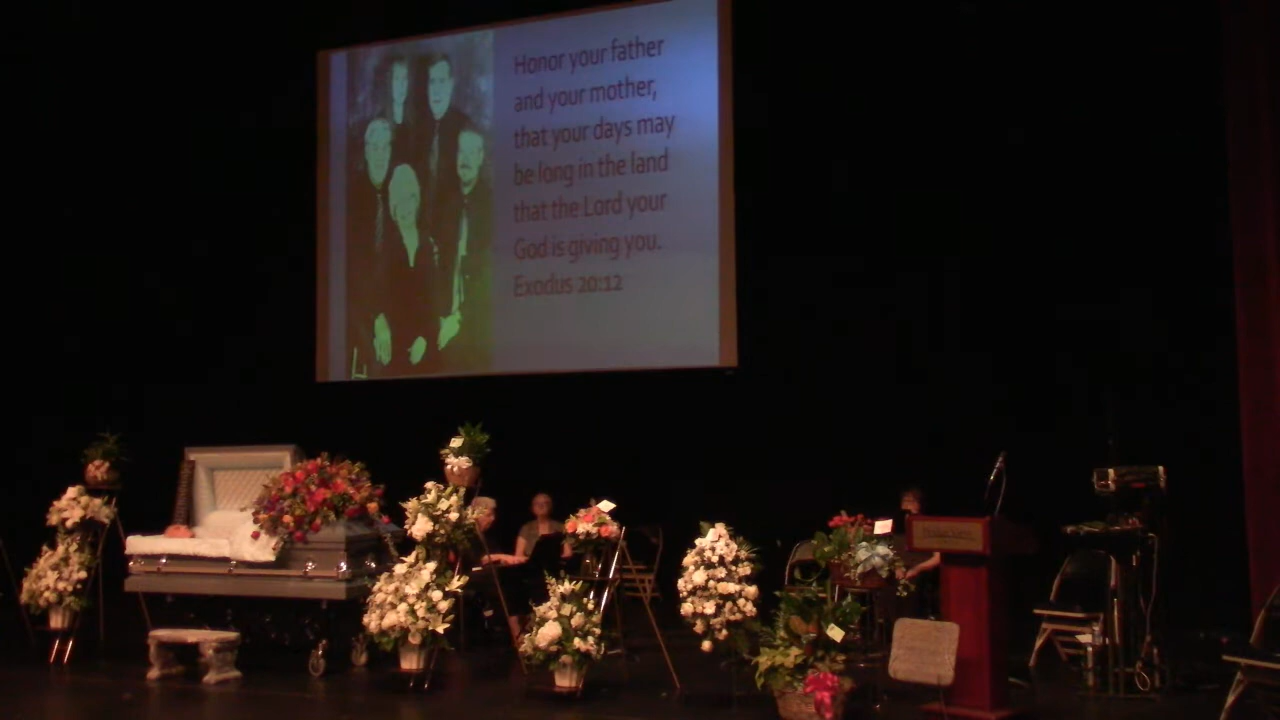 Honor your father
and your mother,
that your days may
be long in the land
that the Lord your
God is giving you.
Exodus 20:12